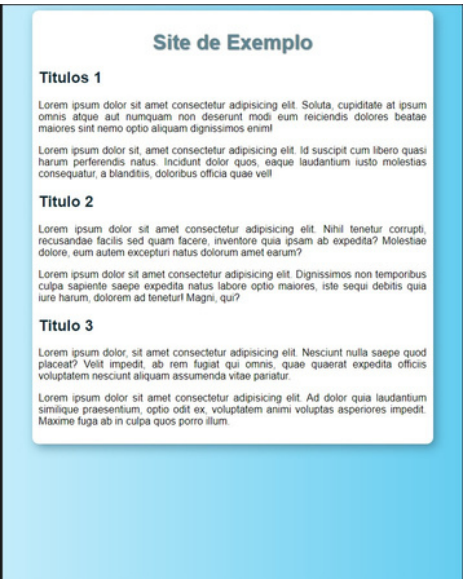 Site de Exemplo
Titulos 1
Lorem ipsum dolor sit amet consectetur adipisicing elit. Soluta, cupiditate at ipsum
omnis atque aut numquam non deserunt modi eum reiciendis dolores beatae
maiores sint nemo optio aliquam dignissimos enim!
Lorem ipsum dolor sit, amet consectetur adipisicing elit. Id suscipit cum libero quasi
harum perferendis natus. Incidunt dolor quos, eaque laudantium iusto molestias
consequatur, a blanditiis, doloribus officia quae vel!
Titulo 2
Lorem ipsum dolor sit amet consectetur adipisicing elit. Nihil tenetur corrupti,
recusandae facilis sed quam facere, inventore quia ipsam ab expedita? Molestiae
dolore, eum autem excepturi natus dolorum amet earum?
Lorem ipsum dolor sit amet consectetur adipisicing elit. Dignissimos non temporibus
culpa sapiente saepe expedita natus labore optio maiores, iste sequi debitis quia
iure harum, dolorem ad tenetur! Magni, qui?
Titulo 3
Lorem ipsum dolor, sit amet consectetur adipisicing elit. Nesciunt nulla saepe quod
placeat? Velit impedit, ab rem fugiat qui omnis, quae quaerat expedita officiis
voluptatem nesciunt aliquam assumenda vitae pariatur.
Lorem ipsum dolor sit amet consectetur adipisicing elit. Ad dolor quia laudantium
similique praesentium, optio odit ex, voluptatem animi voluptas asperiores impedit.
Maxime fuga ab in culpa quos porro illum.